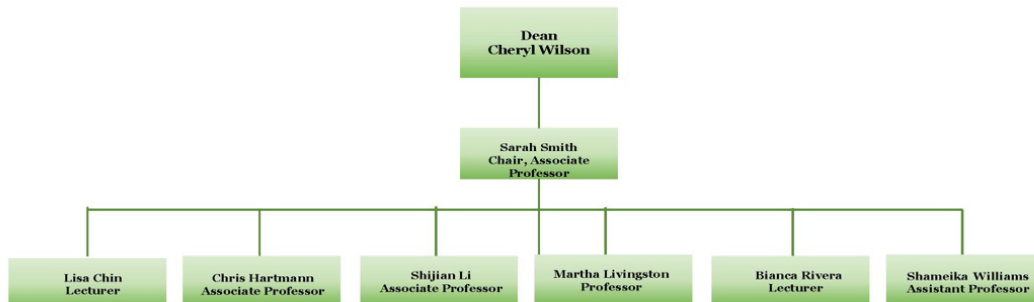 Dean
Cheryl Wilson
Sarah Smith
Chair, Associate
Professor
Lisa Chin
Lecturer
Chris Hartmann
Associate Professor
Shijian Li
Associate Professor
Martha Livingston
Professor
Bianca Rivera
Lecturer
Shameika Williams
Assistant Professor